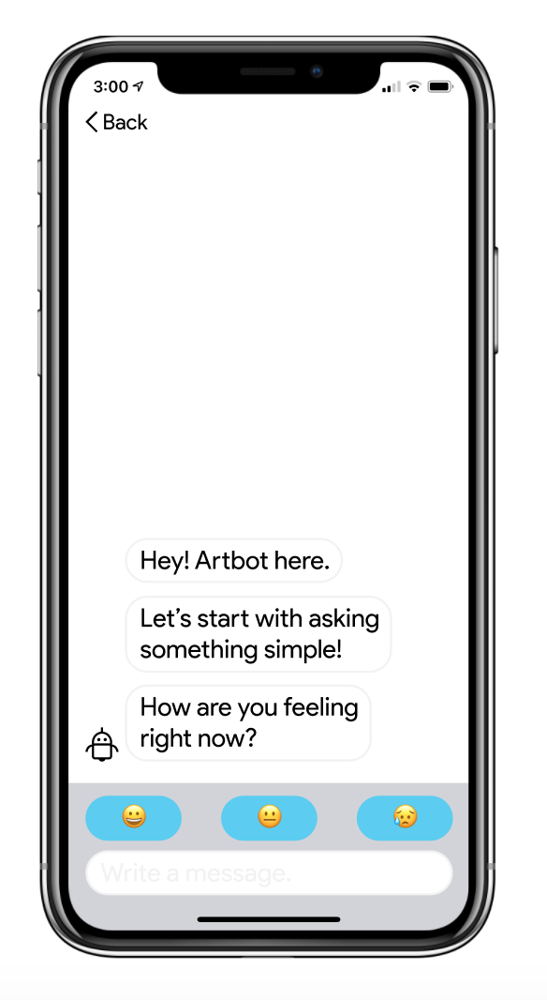 3:00
Back
Hey! Artbot here.
Let’s start with asking
something simple!
How are you feeling
right now?
😀 😐 😥
Write a message.